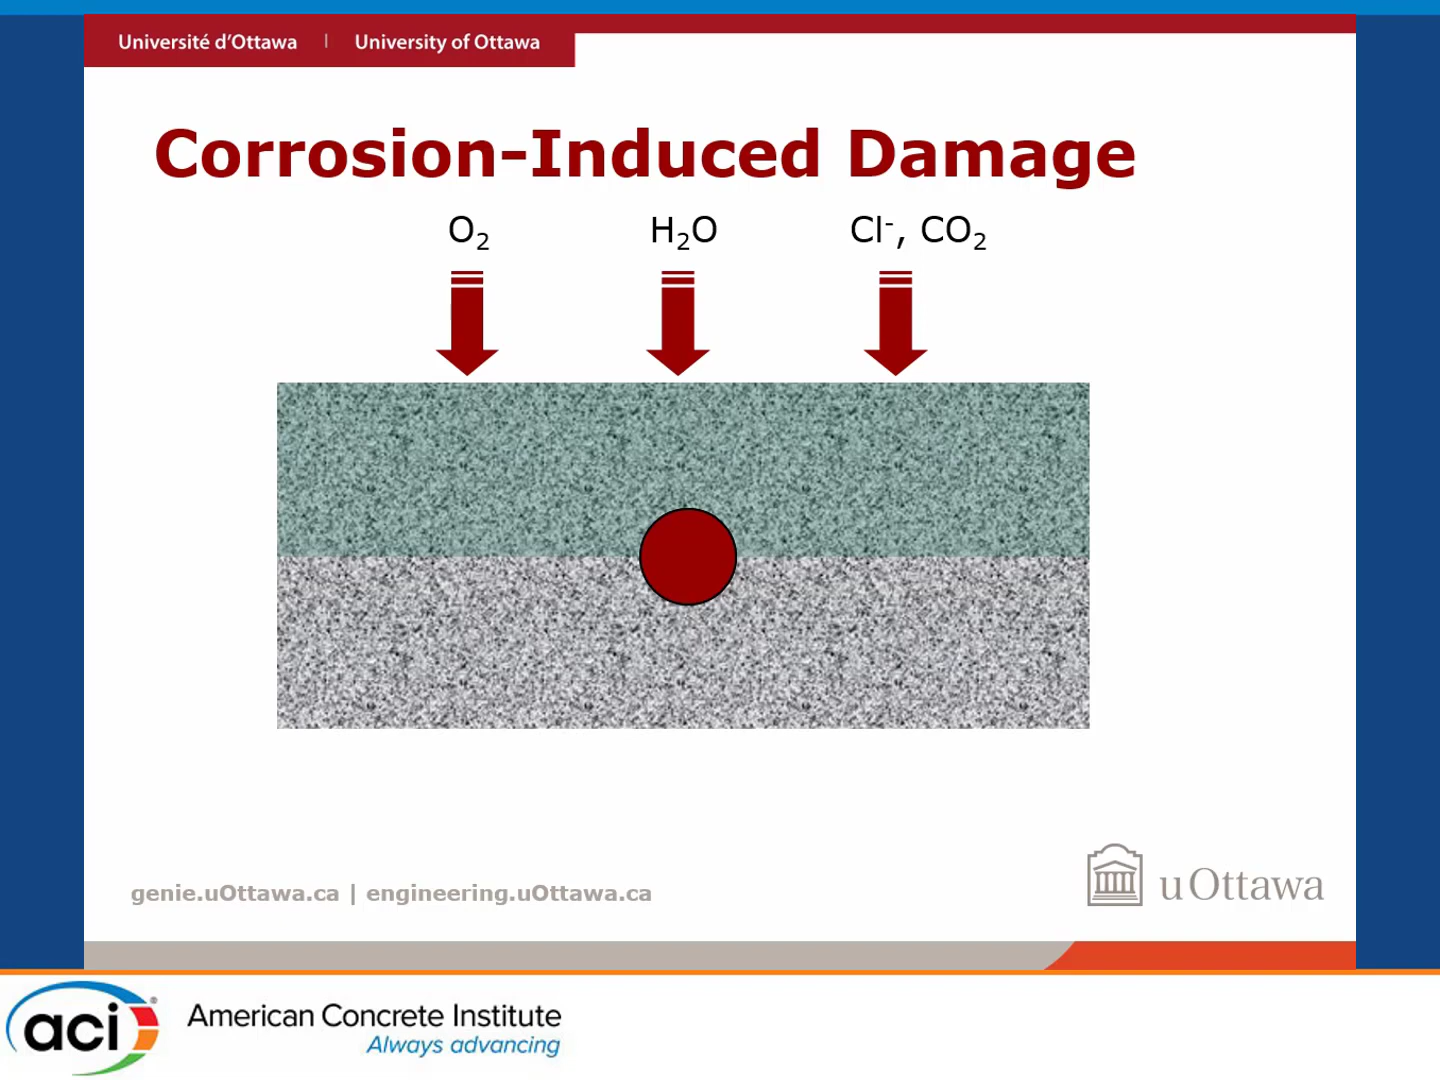 Université d'Ottawa | University of Ottawa
Corrosion-Induced Damage
O₂ H₂O Cl⁻, CO₂
genie.uOttawa.ca | engineering.uOttawa.ca
uOttawa
aci®
American Concrete Institute
Always advancing